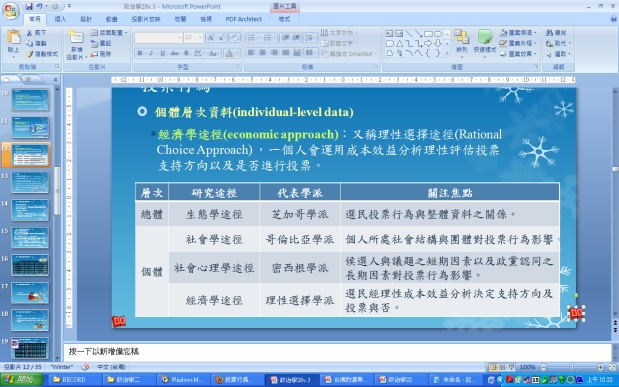 政治學28v.3 - Microsoft PowerPoint
圖片工具
常用
插入
設計
動畫
投影片放映
校閱
檢視
PDF Architect
格式
貼上
剪下
複製
複製格式
剪貼簿
新增
投影片
版面配置
重設
刪除
投影片
字型
段落
文字方向
對齊文字
轉換成 SmartArt
排列
快速樣式
圖案填滿
圖案外框
圖案效果
繪圖
尋找
取代
選取
編輯
投票行為
個體層次資料(individual-level data)
經濟學途徑(economic approach)：又稱理性選擇途徑(Rational
Choice Approach)，一個人會運用成本效益分析理性評估投票
支持方向以及是否進行投票。
層次 研究途徑 代表學派 關注焦點
總體 生態學途徑 芝加哥學派 選民投票行為與整體資料之關係。
個體 社會學途徑 哥倫比亞學派 個人所處社會結構與團體對投票行為影響
社會心理學途徑 密西根學派 候選人與議題之短期因素以及政黨認同之
長期因素對投票行為影響。
經濟學途徑 理性選擇學派 選民經理性成本效益分析決定支持方向及
投票與否。
10
11
12
13
14
15
16
17
18
19
按一下以新增備忘稿
投影片 12 / 35
"Winter"
中文 (台灣)
100%
開始
RECORD
政治學二
Windows M...
投票行為...
政治學28v.3
台灣的選舉...
政治學22
未命名 - 記...
上午 10:22